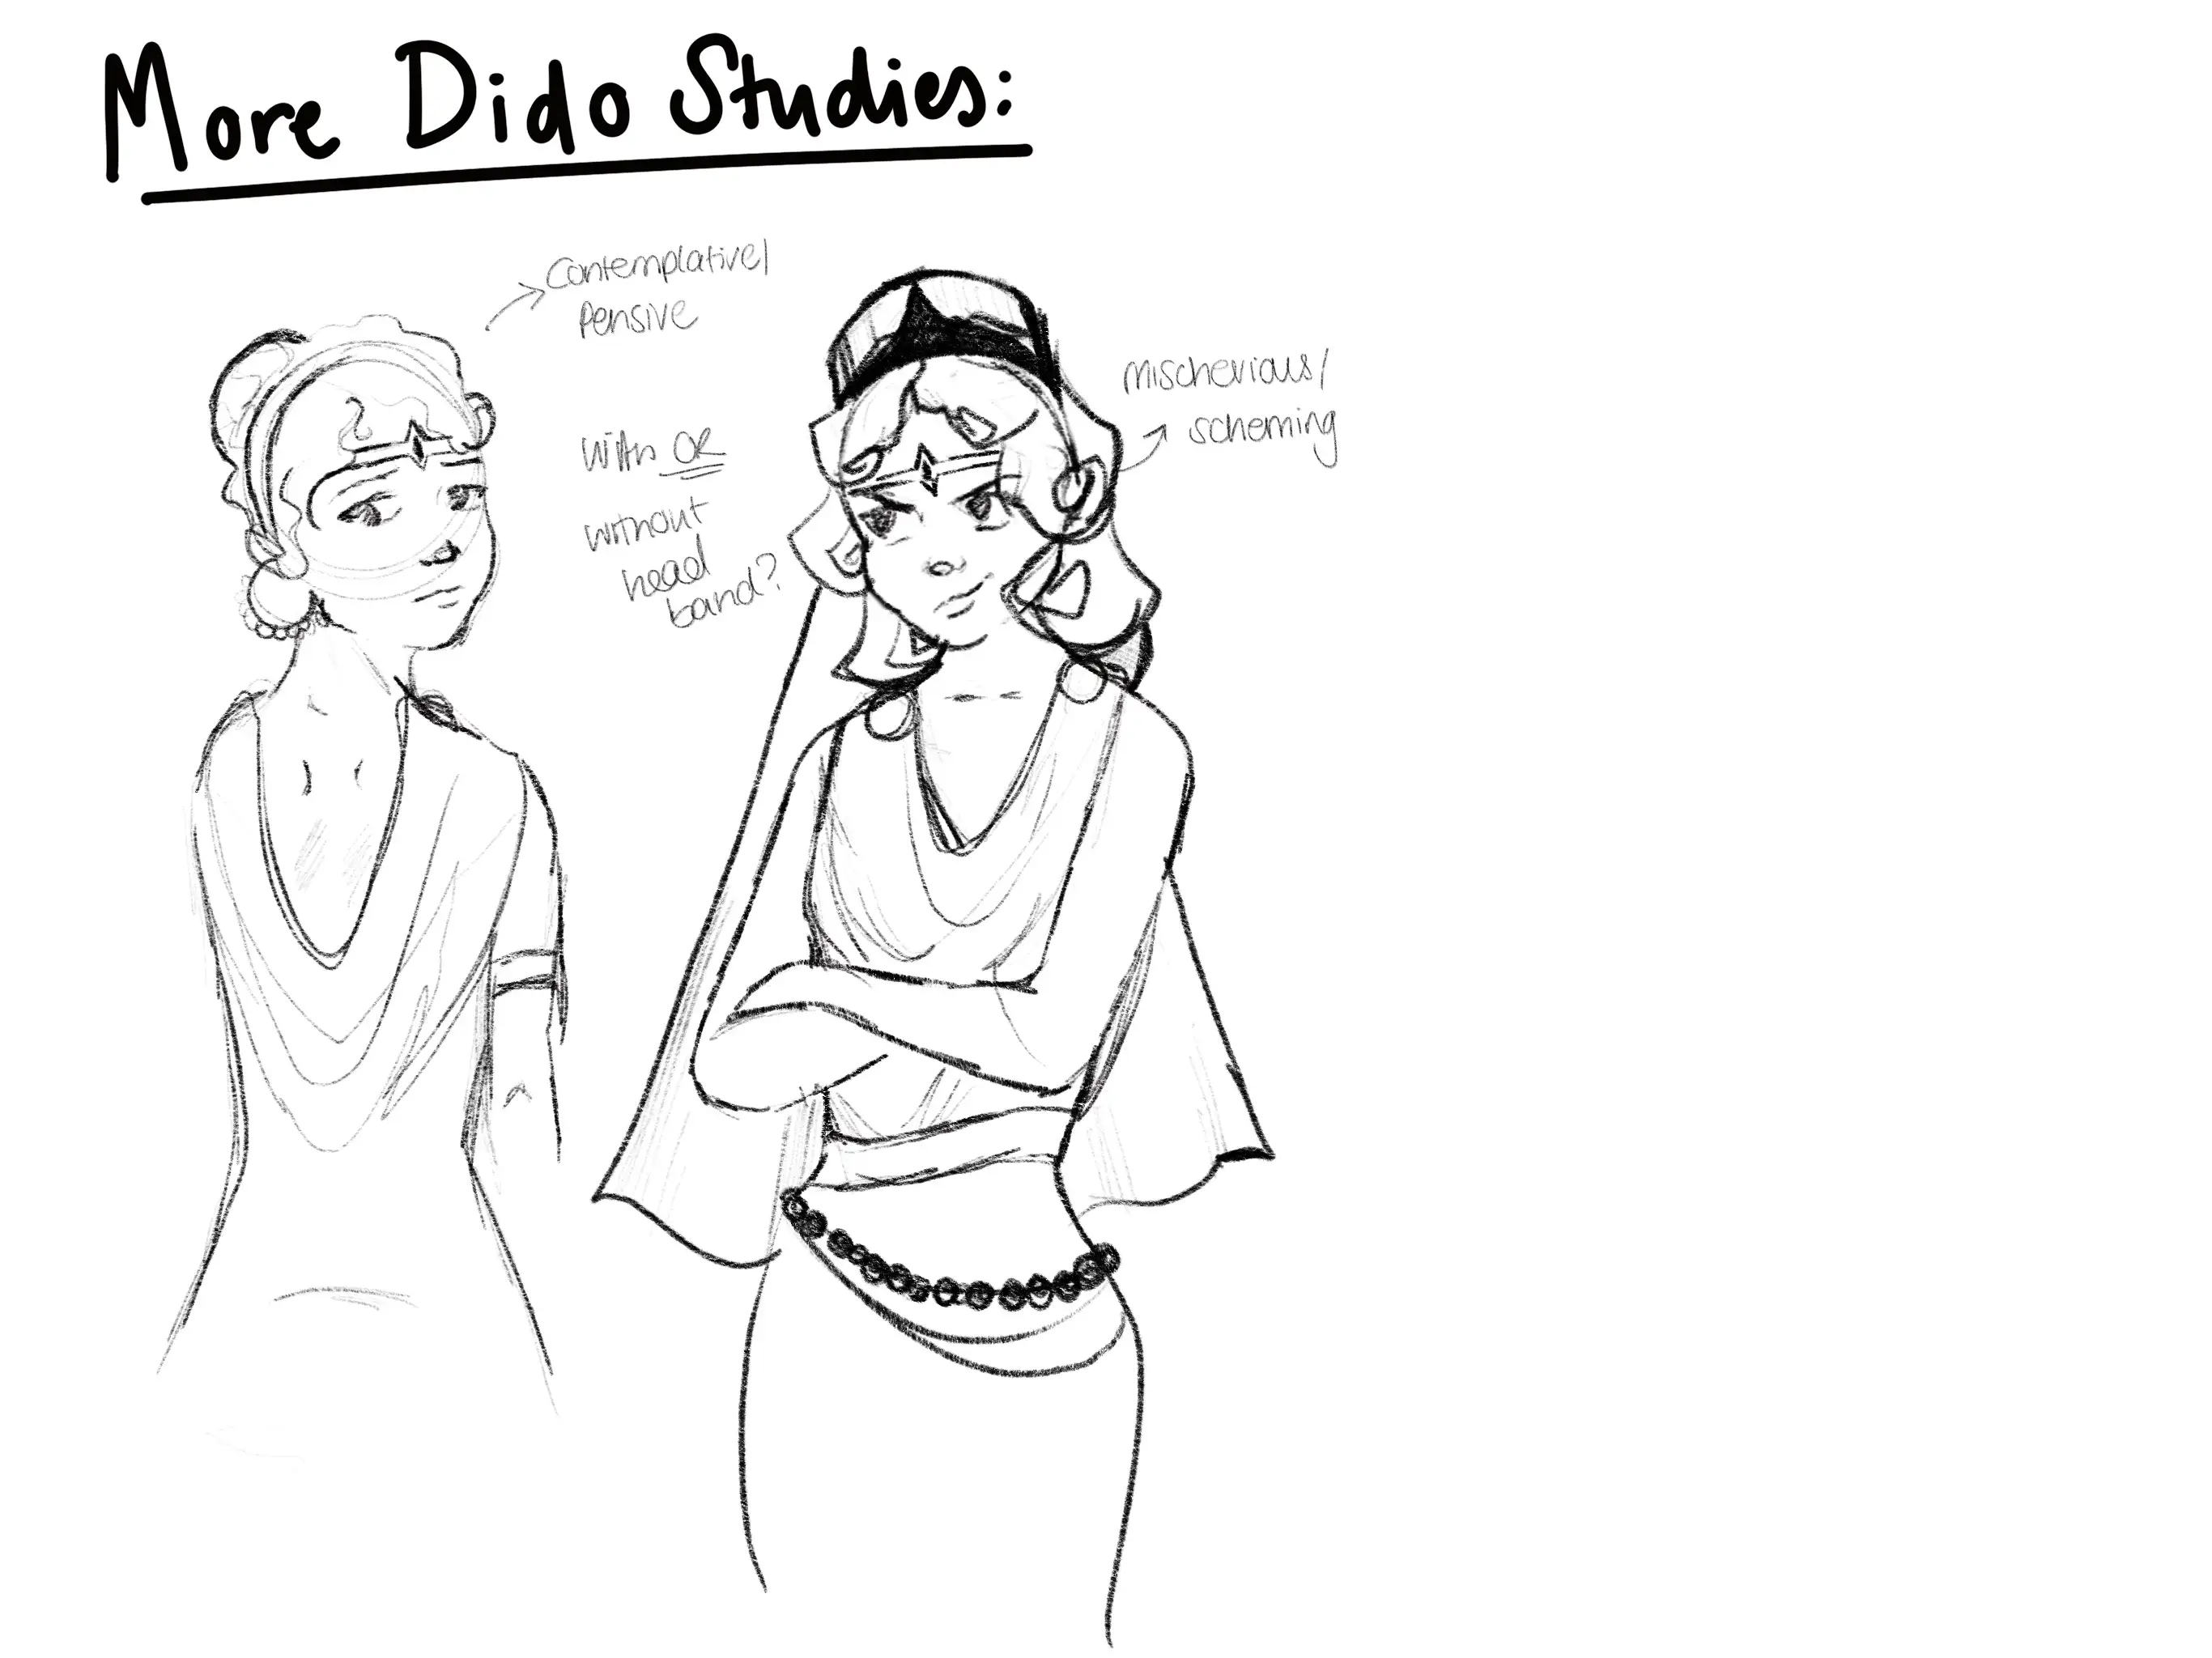 More Dido Studies:
Contemplative/
Pensive
mischevious/
scheming
With OR
without
head
band?